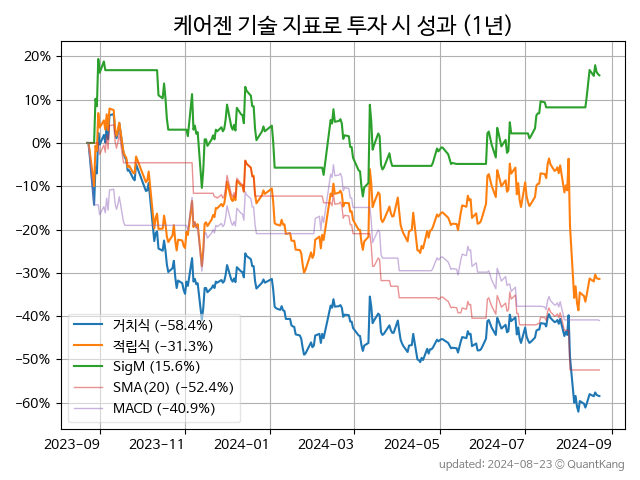 케어젠 기술 지표로 투자 시 성과 (1년)
20%
10%
0%
−10%
−20%
−30%
−40%
−50%
−60%
거치식 (−58.4%)
적립식 (−31.3%)
SigM (15.6%)
SMA(20) (−52.4%)
MACD (−40.9%)
2023-09
2023-11
2024-01
2024-03
2024-05
2024-07
2024-09
updated: 2024-08-23 © QuantKang